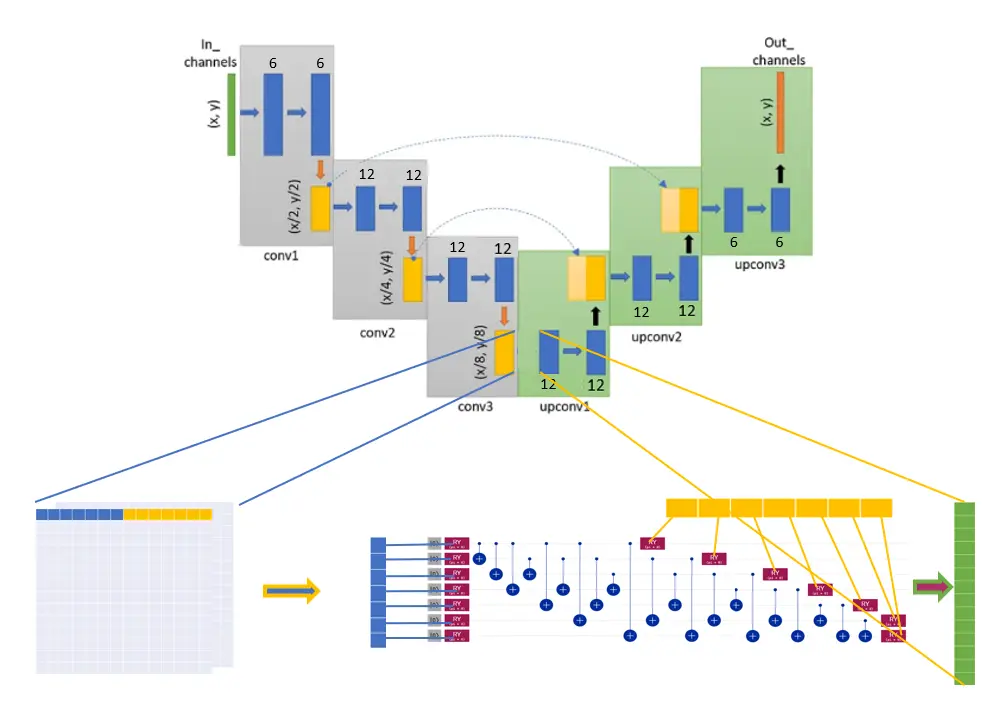 In_
channels
Out_
channels
6
6
(x, y)
(x, y)
12
12
(x/2, y/2)
conv1
6
6
upconv3
12
12
(x/4, y/4)
conv2
12
12
upconv2
(x/8, y/8)
12
12
conv3
upconv1
RY
RY
RY
RY
RY
RY
RY
RY
RY
RY
RY
RY
RY
RY